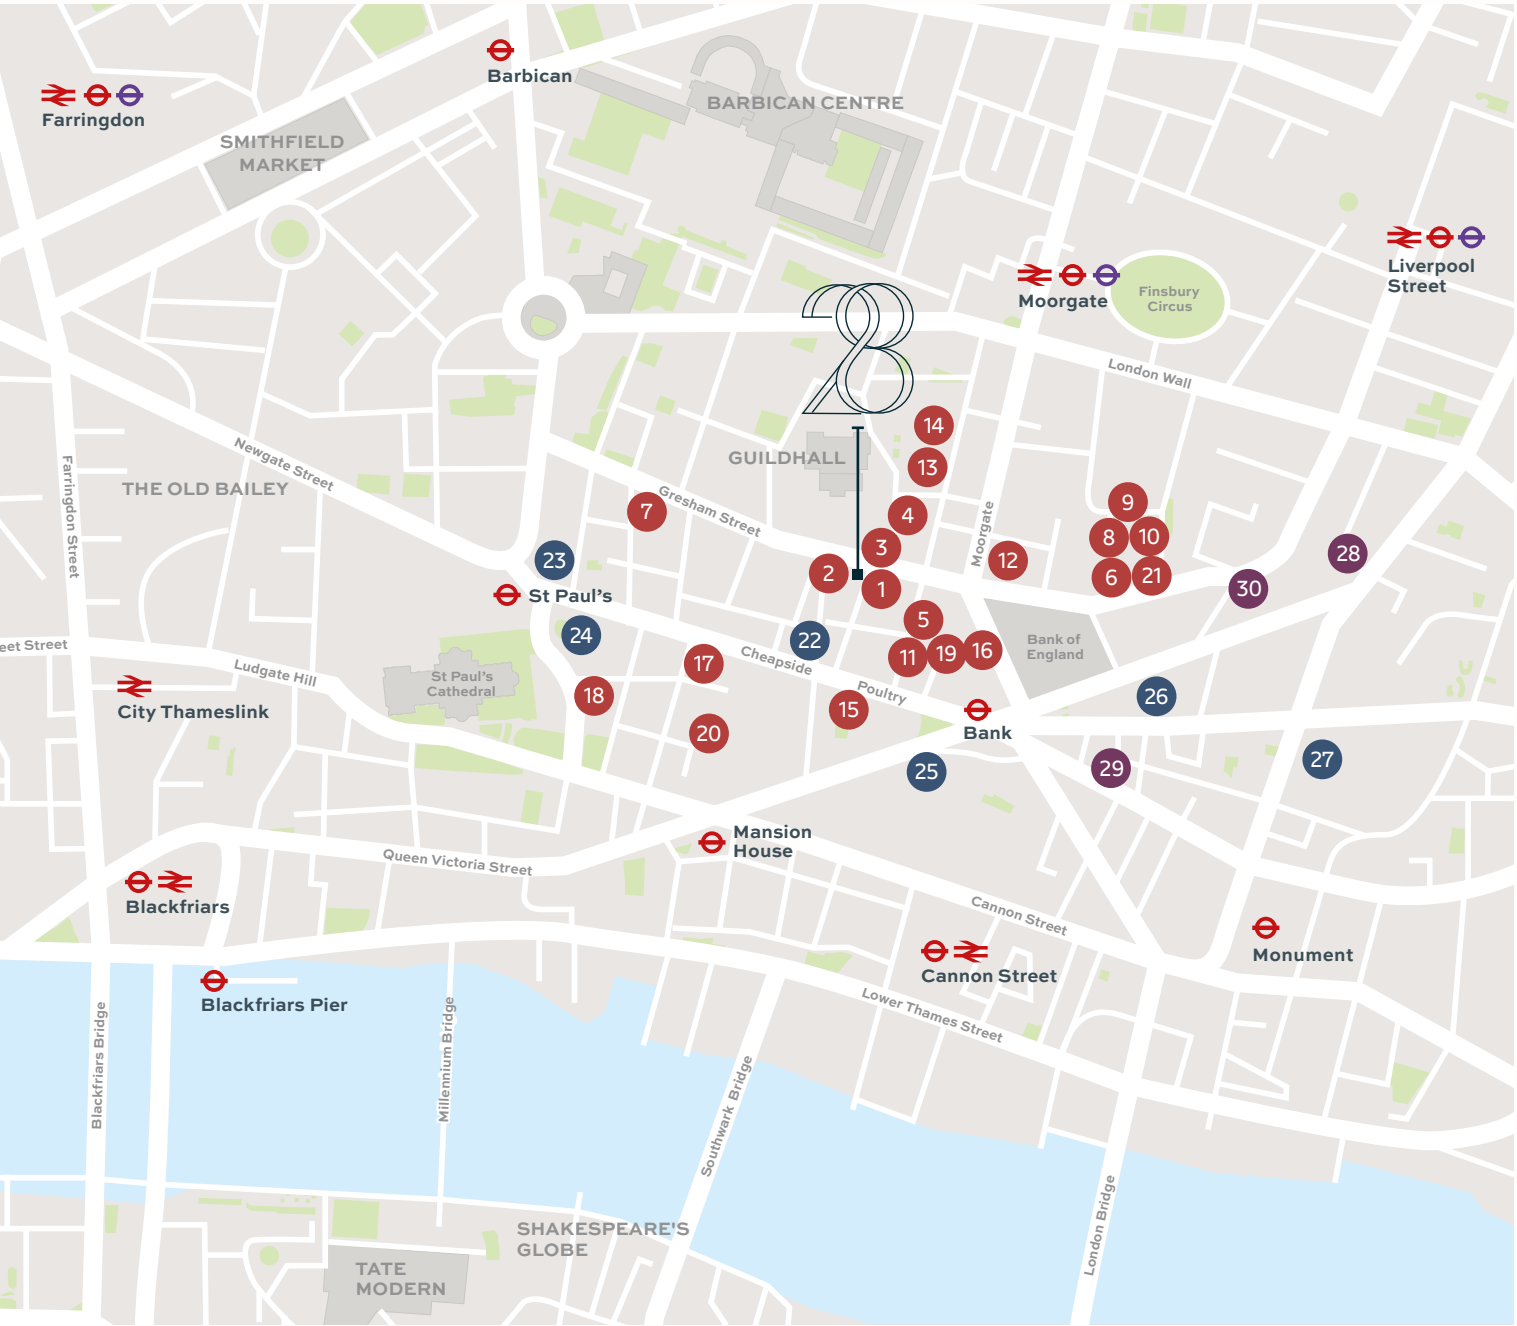 Barbican
Farringdon
BARBICAN CENTRE
SMITHFIELD
MARKET
Liverpool
Street
Moorgate
Finsbury
Circus
28
London Wall
14
GUILDHALL
13
Newgate Street
THE OLD BAILEY
Farringdon Street
Gresham Street
7
4
9
Moorgate
8
10
3
12
28
23
2
1
6
21
30
St Paul's
5
24
22
Bank of
England
eet Street
Ludgate Hill
17
Cheapside
11
19
16
St Paul's
Cathedral
18
Poultry
26
City Thameslink
15
Bank
20
25
29
27
Mansion
House
Queen Victoria Street
Blackfriars
Cannon Street
Monument
Cannon Street
Blackfriars Pier
Lower Thames Street
Blackfriars Bridge
Millennium Bridge
Southwark Bridge
London Bridge
SHAKESPEARE'S
GLOBE
TATE
MODERN